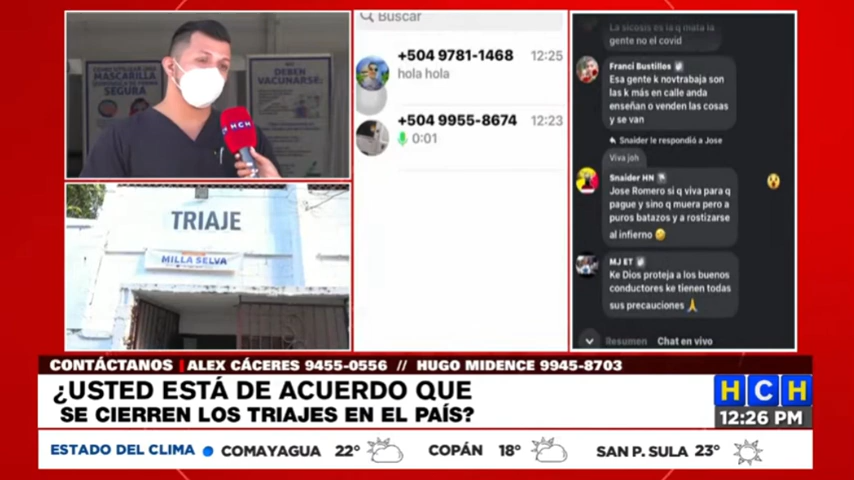 COMO UTILIZAR UNA
MASCARILLA
SEGURA
DEBEN
VACUNARSE:
HCH
TRIAJE
MILLA SELVA
Buscar
+504 9781-1468 12:25
hola hola
+504 9955-8674 12:23
0:01
La sicosis es la q mata la
gente no el covid
Franci Bustillos
Esa gente k novtrabaja son
las k más en calle anda
enseñan o venden las cosas
y se van
Snaider le respondió a Jose
Viva joh
Snaider HN
Jose Romero si q viva para q
pague y sino q muera pero a
puros batazos y a rostizarse
al infierno 🤣
MJ ET
Ke Dios proteja a los buenos
conductores ke tienen todas
sus precauciones 🙏
Resumen Chat en vivo
CONTÁCTANOS ALEX CÁCERES 9455-0556 // HUGO MIDENCE 9945-8703
¿USTED ESTÁ DE ACUERDO QUE
SE CIERREN LOS TRIAJES EN EL PAÍS?
HCH
12:26 PM
ESTADO DEL CLIMA COMAYAGUA 22° COPÁN 18° SAN P. SULA 23°